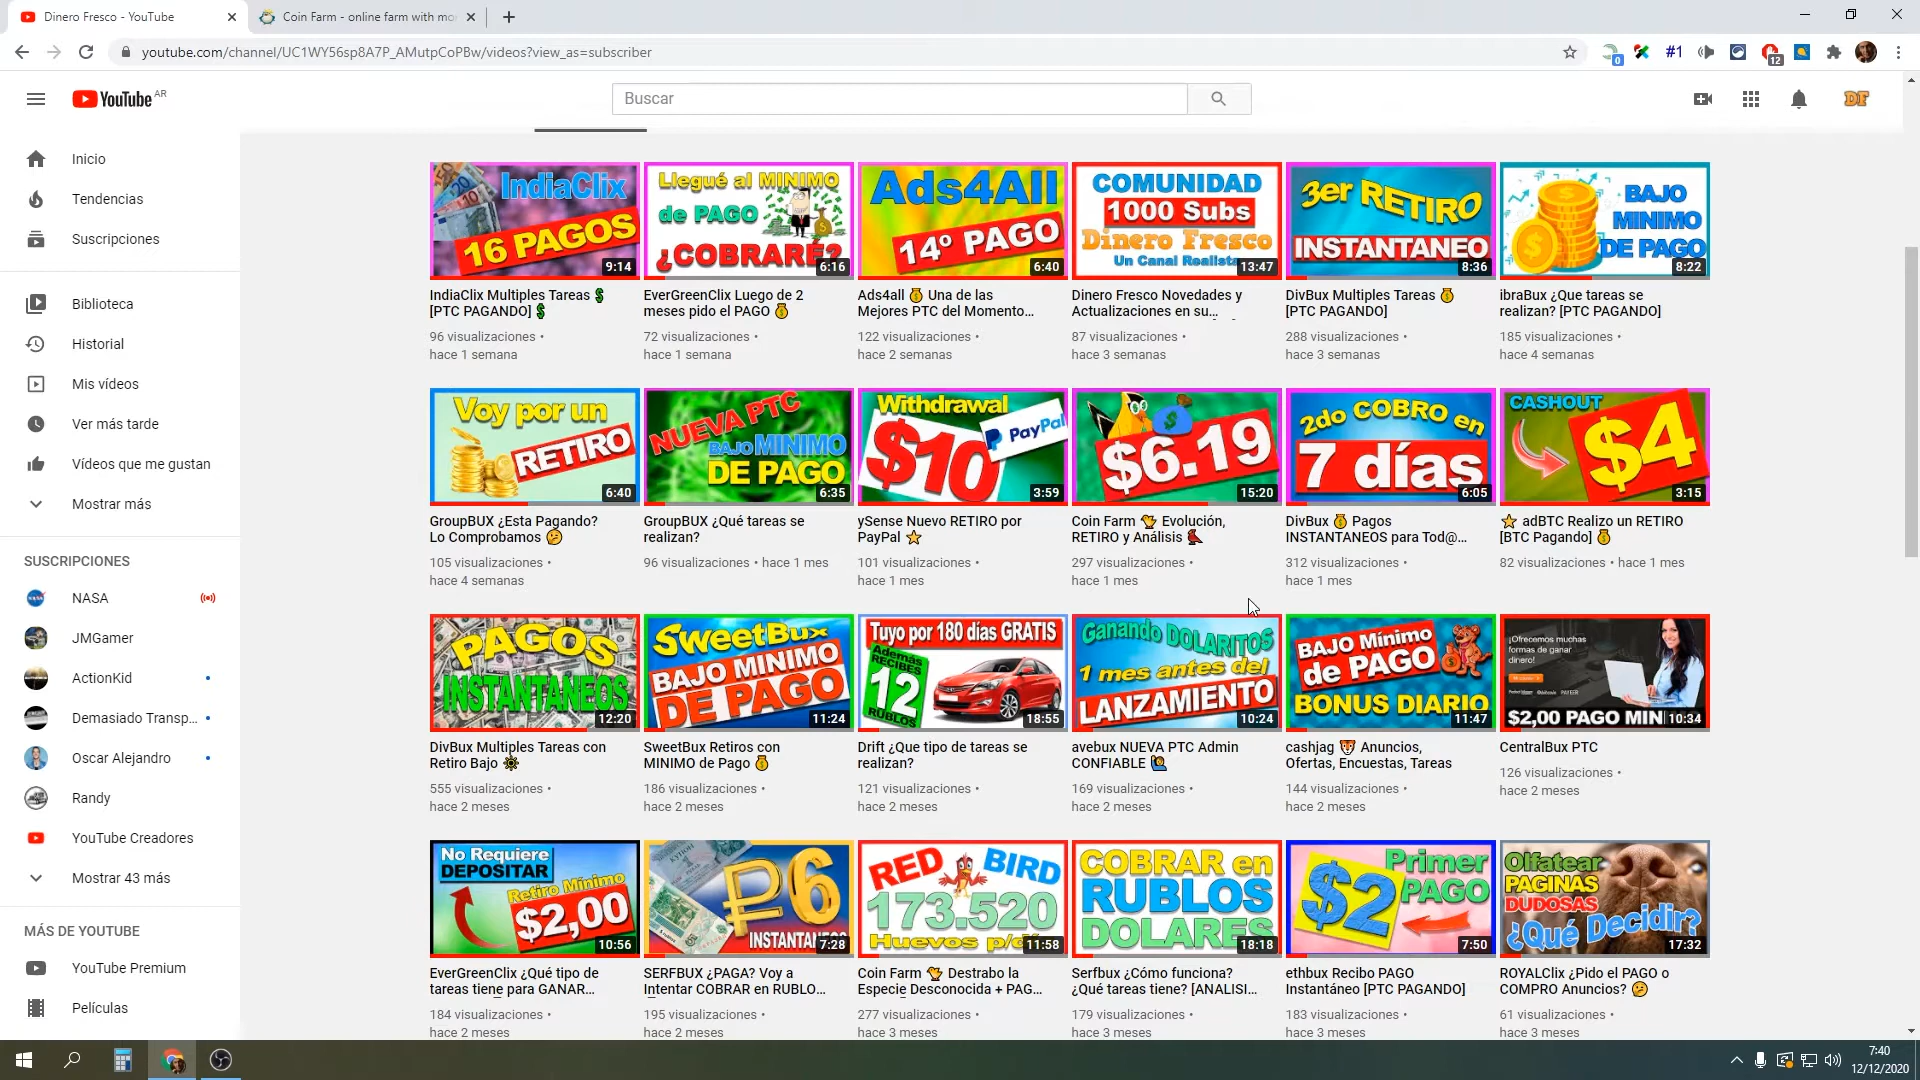 Dinero Fresco - YouTube
Coin Farm - online farm with mo
youtube.com/channel/UC1WY56sp8A7P_AMutpCoPBw/videos?view_as=subscriber
0
#1
12
YouTube AR
Buscar
DF
Inicio
Tendencias
Suscripciones
Biblioteca
Historial
Mis vídeos
Ver más tarde
Vídeos que me gustan
Mostrar más
SUSCRIPCIONES
NASA
JMGamer
ActionKid
Demasiado Transp...
Oscar Alejandro
Randy
YouTube Creadores
Mostrar 43 más
MÁS DE YOUTUBE
YouTube Premium
Películas
IndiaClix
16 PAGOS
9:14
IndiaClix Multiples Tareas 💲
[PTC PAGANDO] 💲
96 visualizaciones •
hace 1 semana
Llegué al MINIMO
de PAGO
¿COBRARÉ?
6:16
EverGreenClix Luego de 2
meses pido el PAGO 💰
72 visualizaciones •
hace 1 semana
Ads4All
14º PAGO
6:40
Ads4all 💰 Una de las
Mejores PTC del Momento...
122 visualizaciones •
hace 2 semanas
COMUNIDAD
1000 Subs
Dinero Fresco
Un Canal Realista
13:47
Dinero Fresco Novedades y
Actualizaciones en su...
87 visualizaciones •
hace 3 semanas
3er RETIRO
INSTANTANEO
8:36
DivBux Multiples Tareas 💰
[PTC PAGANDO]
288 visualizaciones •
hace 3 semanas
BAJO
MINIMO
DE PAGO
8:22
ibraBux ¿Que tareas se
realizan? [PTC PAGANDO]
185 visualizaciones •
hace 4 semanas
Voy por un
RETIRO
6:40
GroupBUX ¿Esta Pagando?
Lo Comprobamos 🤔
105 visualizaciones •
hace 4 semanas
NUEVA PTC
BAJO MINIMO
DE PAGO
6:35
GroupBUX ¿Qué tareas se
realizan?
96 visualizaciones • hace 1 mes
Withdrawal
$10
PayPal
3:59
ySense Nuevo RETIRO por
PayPal ⭐
101 visualizaciones •
hace 1 mes
$6.19
15:20
Coin Farm 🐤 Evolución,
RETIRO y Análisis 🐦
297 visualizaciones •
hace 1 mes
2do COBRO en
7 días
6:05
DivBux 💰 Pagos
INSTANTANEOS para Tod@...
312 visualizaciones •
hace 1 mes
CASHOUT
$4
3:15
⭐ adBTC Realizo un RETIRO
[BTC Pagando] 💰
82 visualizaciones • hace 1 mes
PAGOS
INSTANTANEOS
12:20
DivBux Multiples Tareas con
Retiro Bajo 🔅
555 visualizaciones •
hace 2 meses
SweetBux
BAJO MINIMO
DE PAGO
11:24
SweetBux Retiros con
MINIMO de Pago 💰
186 visualizaciones •
hace 2 meses
Tuyo por 180 días GRATIS
Además
RECIBES
12
RUBLOS
18:55
Drift ¿Que tipo de tareas se
realizan?
121 visualizaciones •
hace 2 meses
Ganando DOLARITOS
1 mes antes del
LANZAMIENTO
10:24
avebux NUEVA PTC Admin
CONFIABLE 🙋
169 visualizaciones •
hace 2 meses
BAJO Mínimo
de PAGO
BONUS DIARIO
11:47
cashjag 🐯 Anuncios,
Ofertas, Encuestas, Tareas
144 visualizaciones •
hace 2 meses
¡Ofrecemos muchas
formas de ganar
dinero!
PAYEER
$2,00 PAGO MIN
10:34
CentralBux PTC
126 visualizaciones •
hace 2 meses
No Requiere
DEPOSITAR
Retiro Mínimo
$2,00
10:56
EverGreenClix ¿Qué tipo de
tareas tiene para GANAR...
184 visualizaciones •
hace 2 meses
₽6
INSTANTANEOS
7:28
SERFBUX ¿PAGA? Voy a
Intentar COBRAR en RUBLO...
195 visualizaciones •
hace 2 meses
RED BIRD
173.520
Huevos p/d
11:58
Coin Farm 🐤 Destrabo la
Especie Desconocida + PAG...
277 visualizaciones •
hace 3 meses
COBRAR en
RUBLOS
DOLARES
18:18
Serfbux ¿Cómo funciona?
¿Qué tareas tiene? [ANALISI...
179 visualizaciones •
hace 3 meses
Primer
$2 PAGO
7:50
ethbux Recibo PAGO
Instantáneo [PTC PAGANDO]
183 visualizaciones •
hace 3 meses
Olfatear
PAGINAS
DUDOSAS
¿Qué Decidir?
17:32
ROYALClix ¿Pido el PAGO o
COMPRO Anuncios? 🤔
61 visualizaciones •
hace 3 meses
7:40
12/12/2020